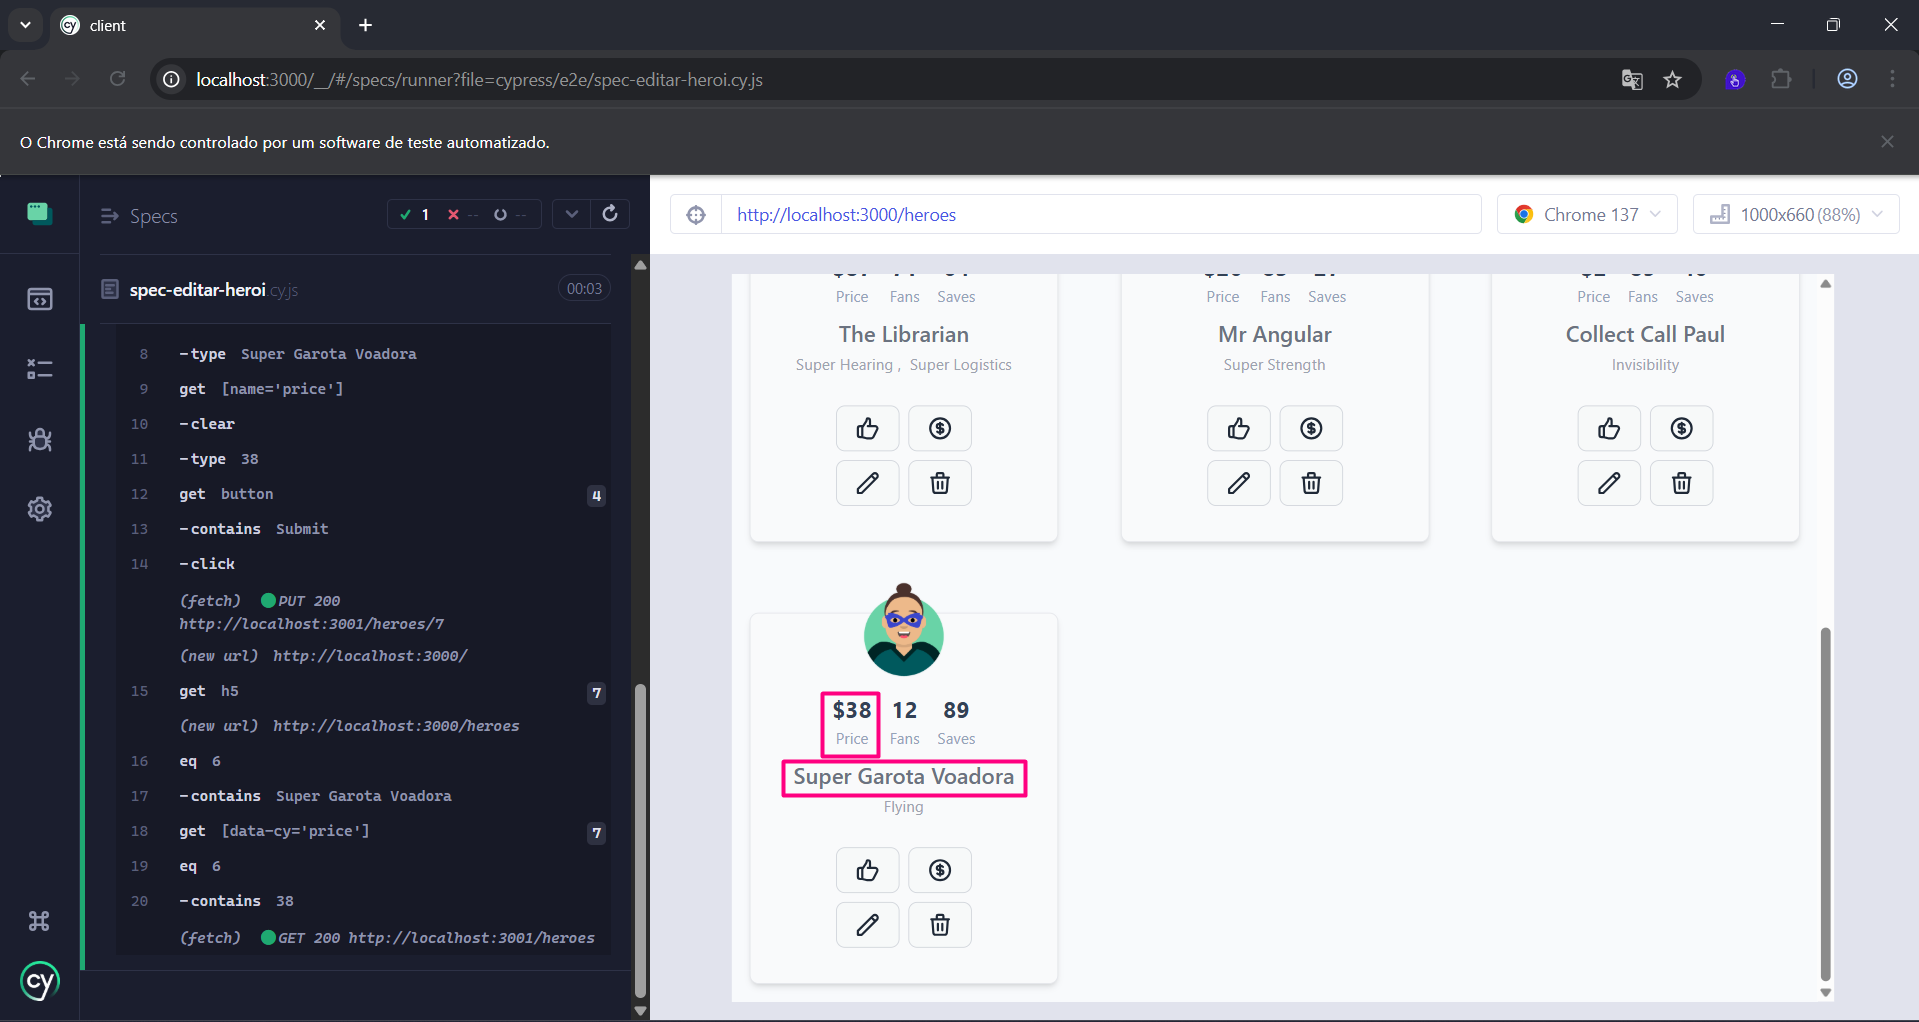 client
localhost:3000/__/#/specs/runner?file=cypress/e2e/spec-editar-heroi.cy.js
O Chrome está sendo controlado por um software de teste automatizado.
Specs
1 -- --
http://localhost:3000/heroes
Chrome 137
1000x660 (88%)
spec-editar-heroi.cy.js
00:03
8 -type Super Garota Voadora
9 get [name='price']
10 -clear
11 -type 38
12 get button 4
13 -contains Submit
14 -click
(fetch) PUT 200
http://localhost:3001/heroes/7
(new url) http://localhost:3000/
15 get h5 7
(new url) http://localhost:3000/heroes
16 eq 6
17 -contains Super Garota Voadora
18 get [data-cy='price'] 7
19 eq 6
20 -contains 38
(fetch) GET 200 http://localhost:3001/heroes
cy
Price Fans Saves
The Librarian
Super Hearing , Super Logistics
Price Fans Saves
Mr Angular
Super Strength
Price Fans Saves
Collect Call Paul
Invisibility
$38 12 89
Price Fans Saves
Super Garota Voadora
Flying